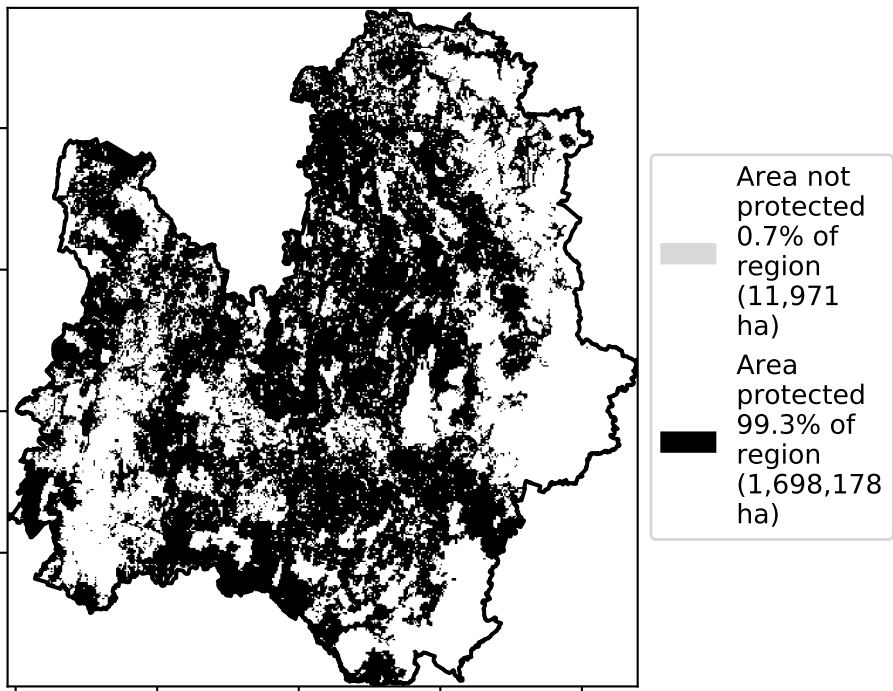 Area not
protected
0.7% of
region
(11,971
ha)
Area
protected
99.3% of
region
(1,698,178
ha)